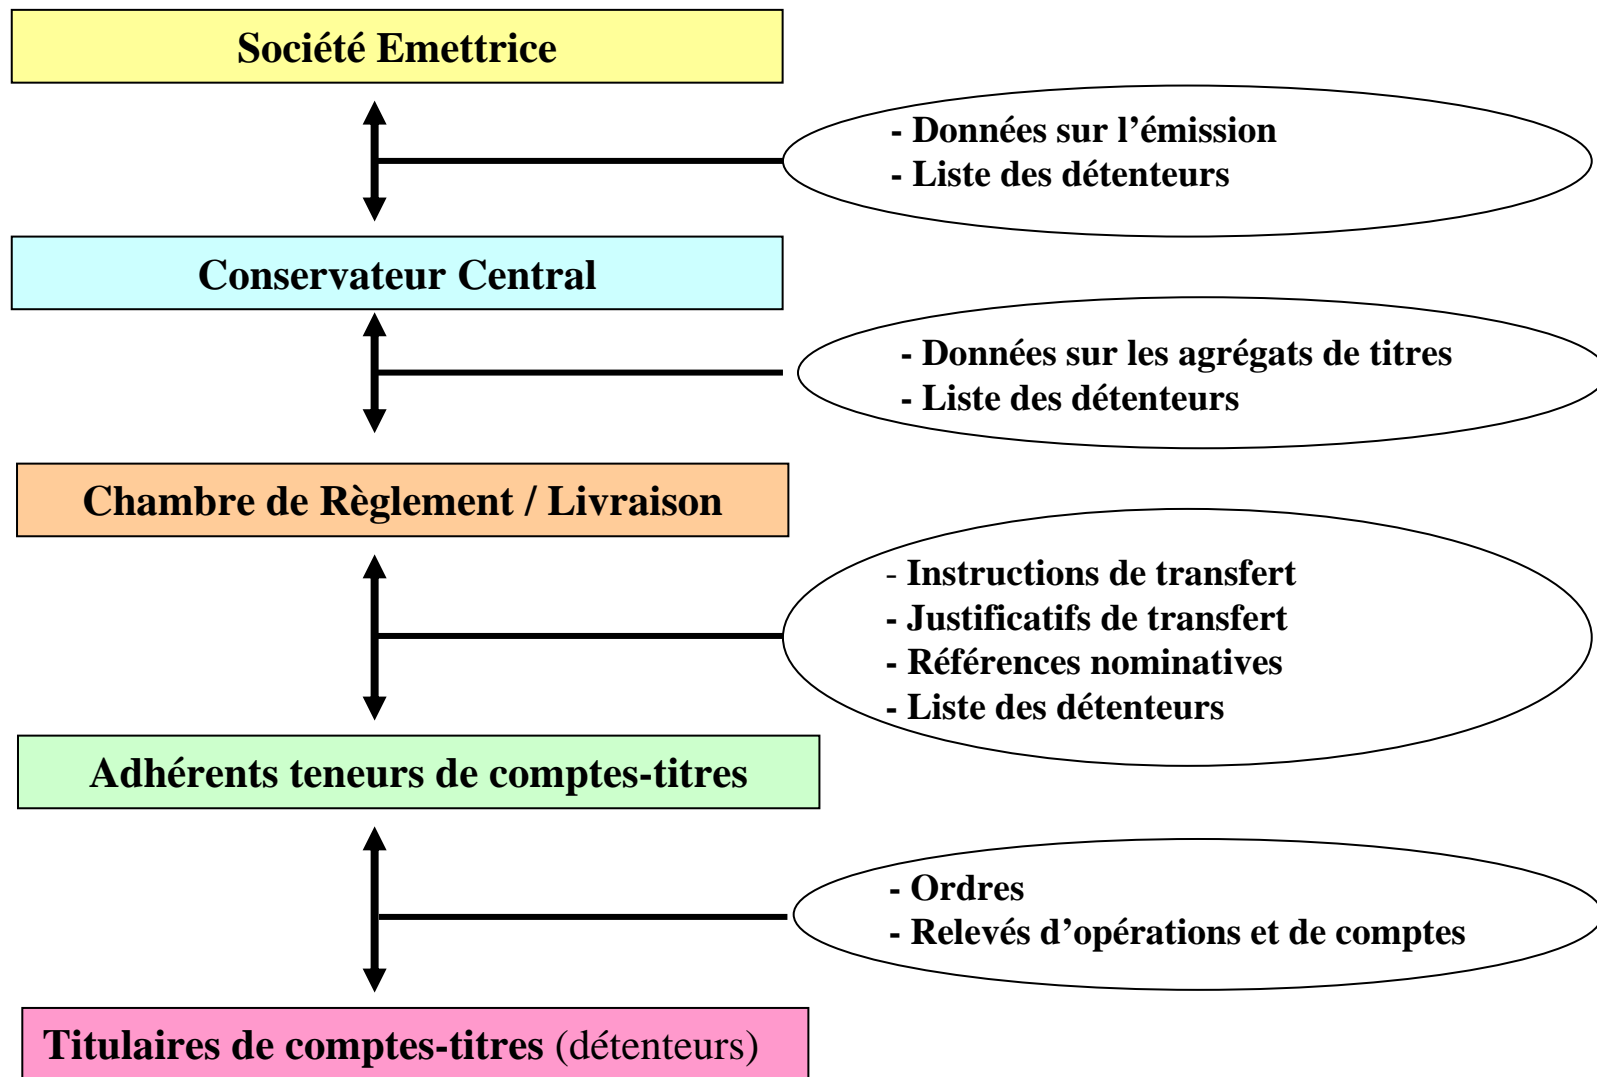 Société Emettrice
- Données sur l’émission
- Liste des détenteurs
Conservateur Central
- Données sur les agrégats de titres
- Liste des détenteurs
Chambre de Règlement / Livraison
- Instructions de transfert
- Justificatifs de transfert
- Références nominatives
- Liste des détenteurs
Adhérents teneurs de comptes-titres
- Ordres
- Relevés d’opérations et de comptes
Titulaires de comptes-titres (détenteurs)